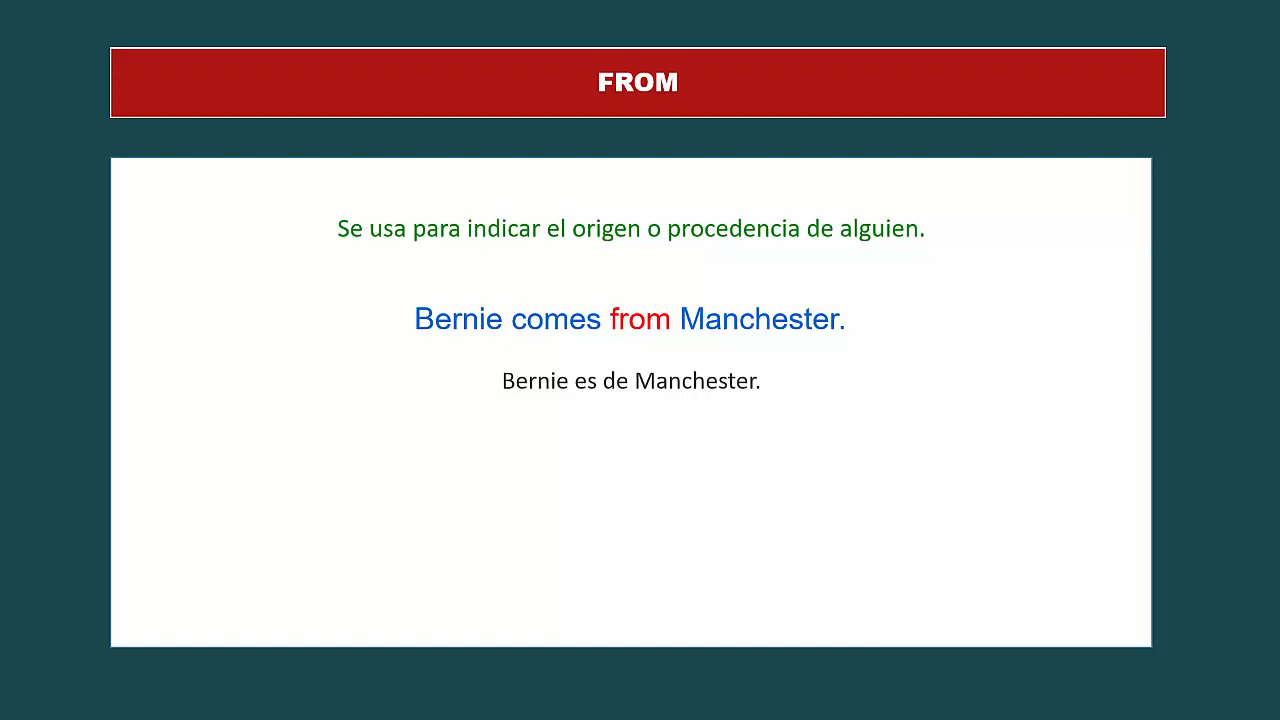 FROM
Se usa para indicar el origen o procedencia de alguien.
Bernie comes from Manchester.
Bernie es de Manchester.